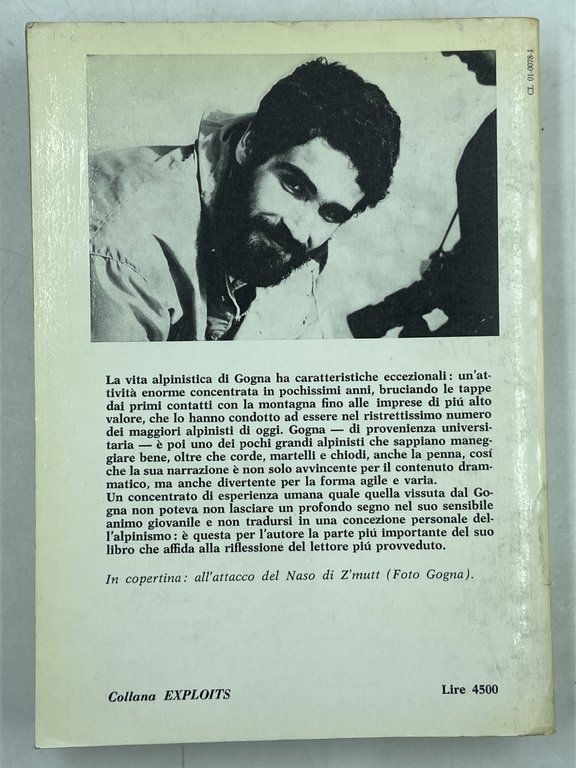 CL 01-0078-1
La vita alpinistica di Gogna ha caratteristiche eccezionali: un'at-
tività enorme concentrata in pochissimi anni, bruciando le tappe
dai primi contatti con la montagna fino alle imprese di piú alto
valore, che lo hanno condotto ad essere nel ristrettissimo numero
dei maggiori alpinisti di oggi. Gogna — di provenienza universi-
taria — è poi uno dei pochi grandi alpinisti che sappiano maneg-
giare bene, oltre che corde, martelli e chiodi, anche la penna, cosí
che la sua narrazione è non solo avvincente per il contenuto dram-
matico, ma anche divertente per la forma agile e varia.
Un concentrato di esperienza umana quale quella vissuta dal Go-
gna non poteva non lasciare un profondo segno nel suo sensibile
animo giovanile e non tradursi in una concezione personale del-
l'alpinismo: è questa per l'autore la parte piú importante del suo
libro che affida alla riflessione del lettore piú provveduto.
In copertina: all'attacco del Naso di Z'mutt (Foto Gogna).
Collana EXPLOITS
Lire 4500